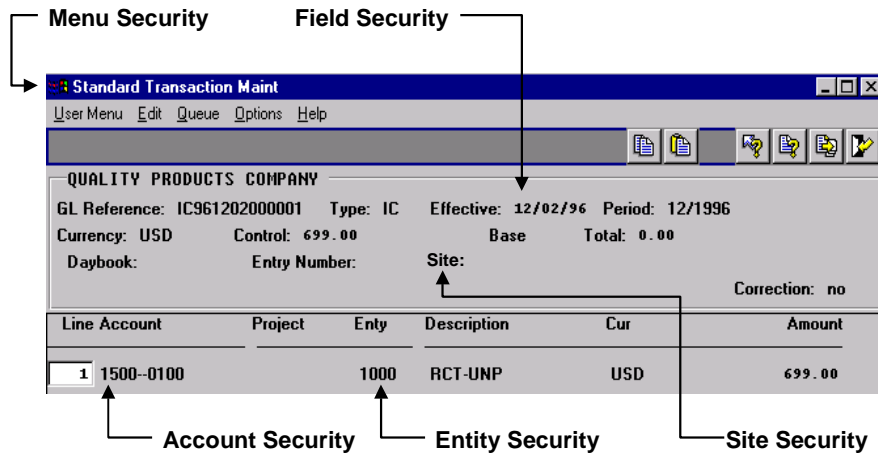 Menu Security Field Security
Standard Transaction Maint
User Menu Edit Queue Options Help
QUALITY PRODUCTS COMPANY
GL Reference: IC961202000001 Type: IC Effective: 12/02/96 Period: 12/1996
Currency: USD Control: 699.00 Base Total: 0.00
Daybook: Entry Number: Site:
Correction: no
Line Account Project Enty Description Cur Amount
1 1500--0100 1000 RCT-UNP USD 699.00
Account Security Entity Security Site Security